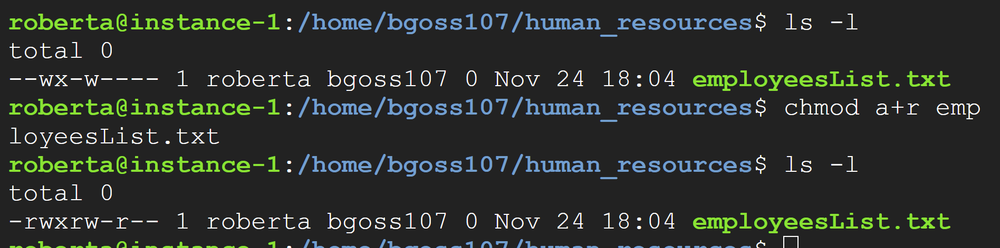 roberta@instance-1:/home/bgoss107/human_resources$ ls -l
total 0
--wx-w---- 1 roberta bgoss107 0 Nov 24 18:04 employeesList.txt
roberta@instance-1:/home/bgoss107/human_resources$ chmod a+r emp
loyeesList.txt
roberta@instance-1:/home/bgoss107/human_resources$ ls -l
total 0
-rwxrw-r-- 1 roberta bgoss107 0 Nov 24 18:04 employeesList.txt
roberta@instance-1:/home/bgoss107/human_resources$